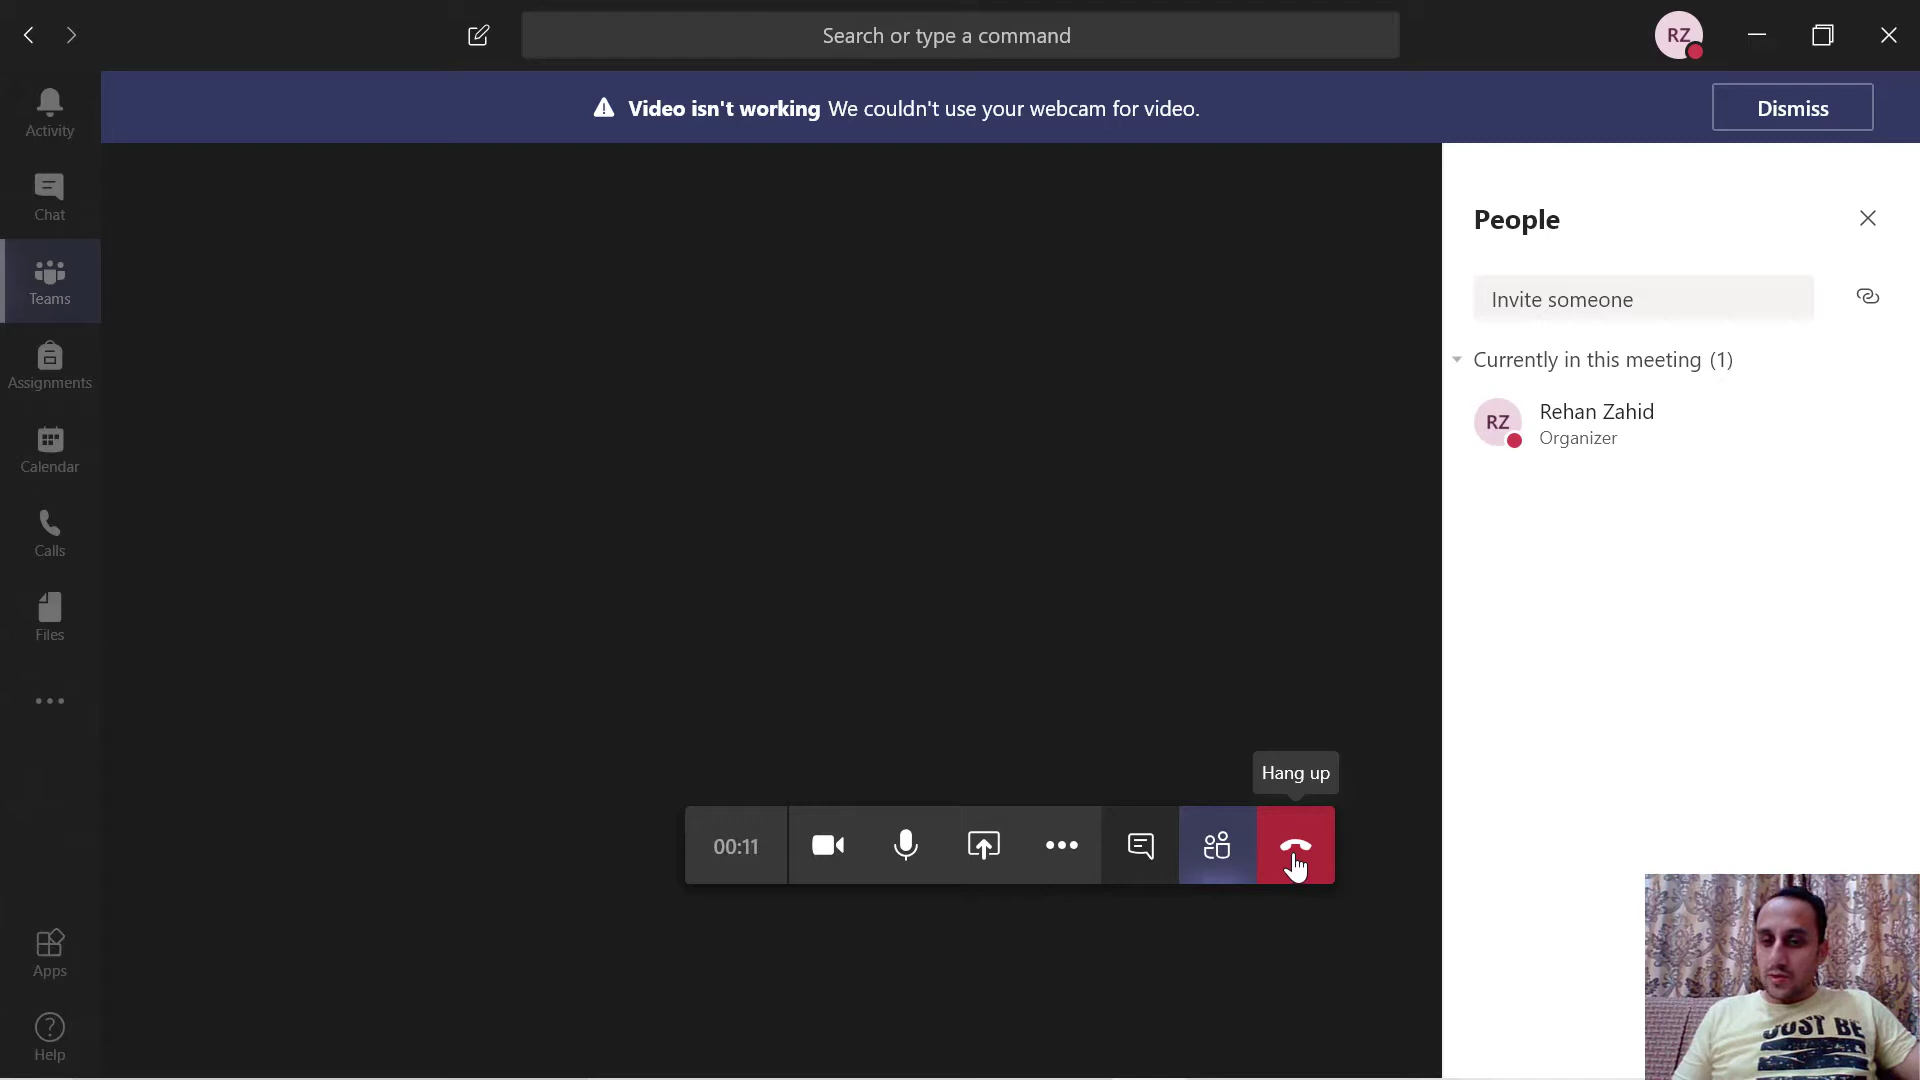 Search or type a command
RZ
Video isn't working We couldn't use your webcam for video.
Dismiss
Activity
Chat
Teams
Assignments
Calendar
Calls
Files
Apps
Help
People
Invite someone
Currently in this meeting (1)
RZ
Rehan Zahid
Organizer
Hang up
00:11
JUST BE